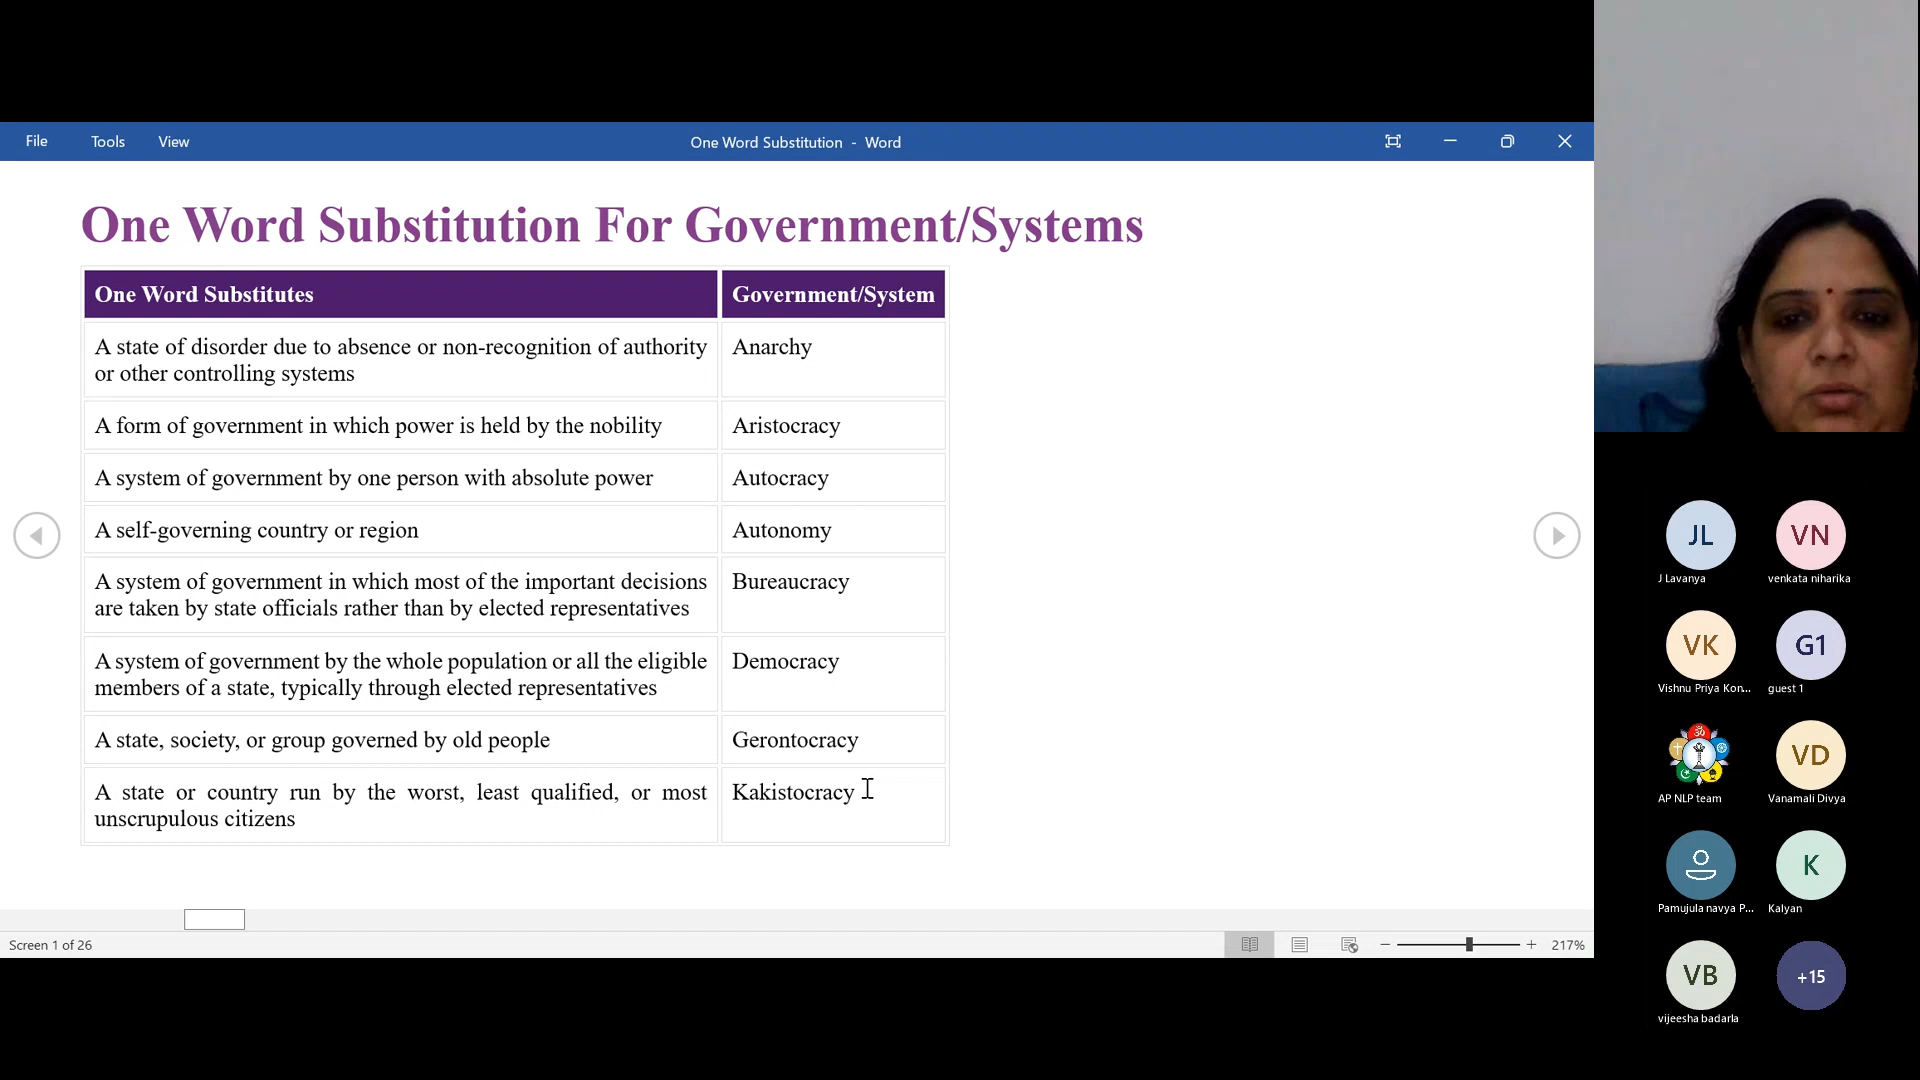 File Tools View One Word Substitution - Word
One Word Substitution For Government/Systems
One Word Substitutes Government/System
A state of disorder due to absence or non-recognition of authority Anarchy
or other controlling systems
A form of government in which power is held by the nobility Aristocracy
A system of government by one person with absolute power Autocracy
A self-governing country or region Autonomy
A system of government in which most of the important decisions Bureaucracy
are taken by state officials rather than by elected representatives
A system of government by the whole population or all the eligible Democracy
members of a state, typically through elected representatives
A state, society, or group governed by old people Gerontocracy
A state or country run by the worst, least qualified, or most Kakistocracy
unscrupulous citizens
Screen 1 of 26 217%
JL VN
J Lavanya venkata niharika
VK G1
Vishnu Priya Kon... guest 1
VD
AP NLP team Vanamali Divya
K
Pamujula navya P... Kalyan
VB +15
vijeesha badarla